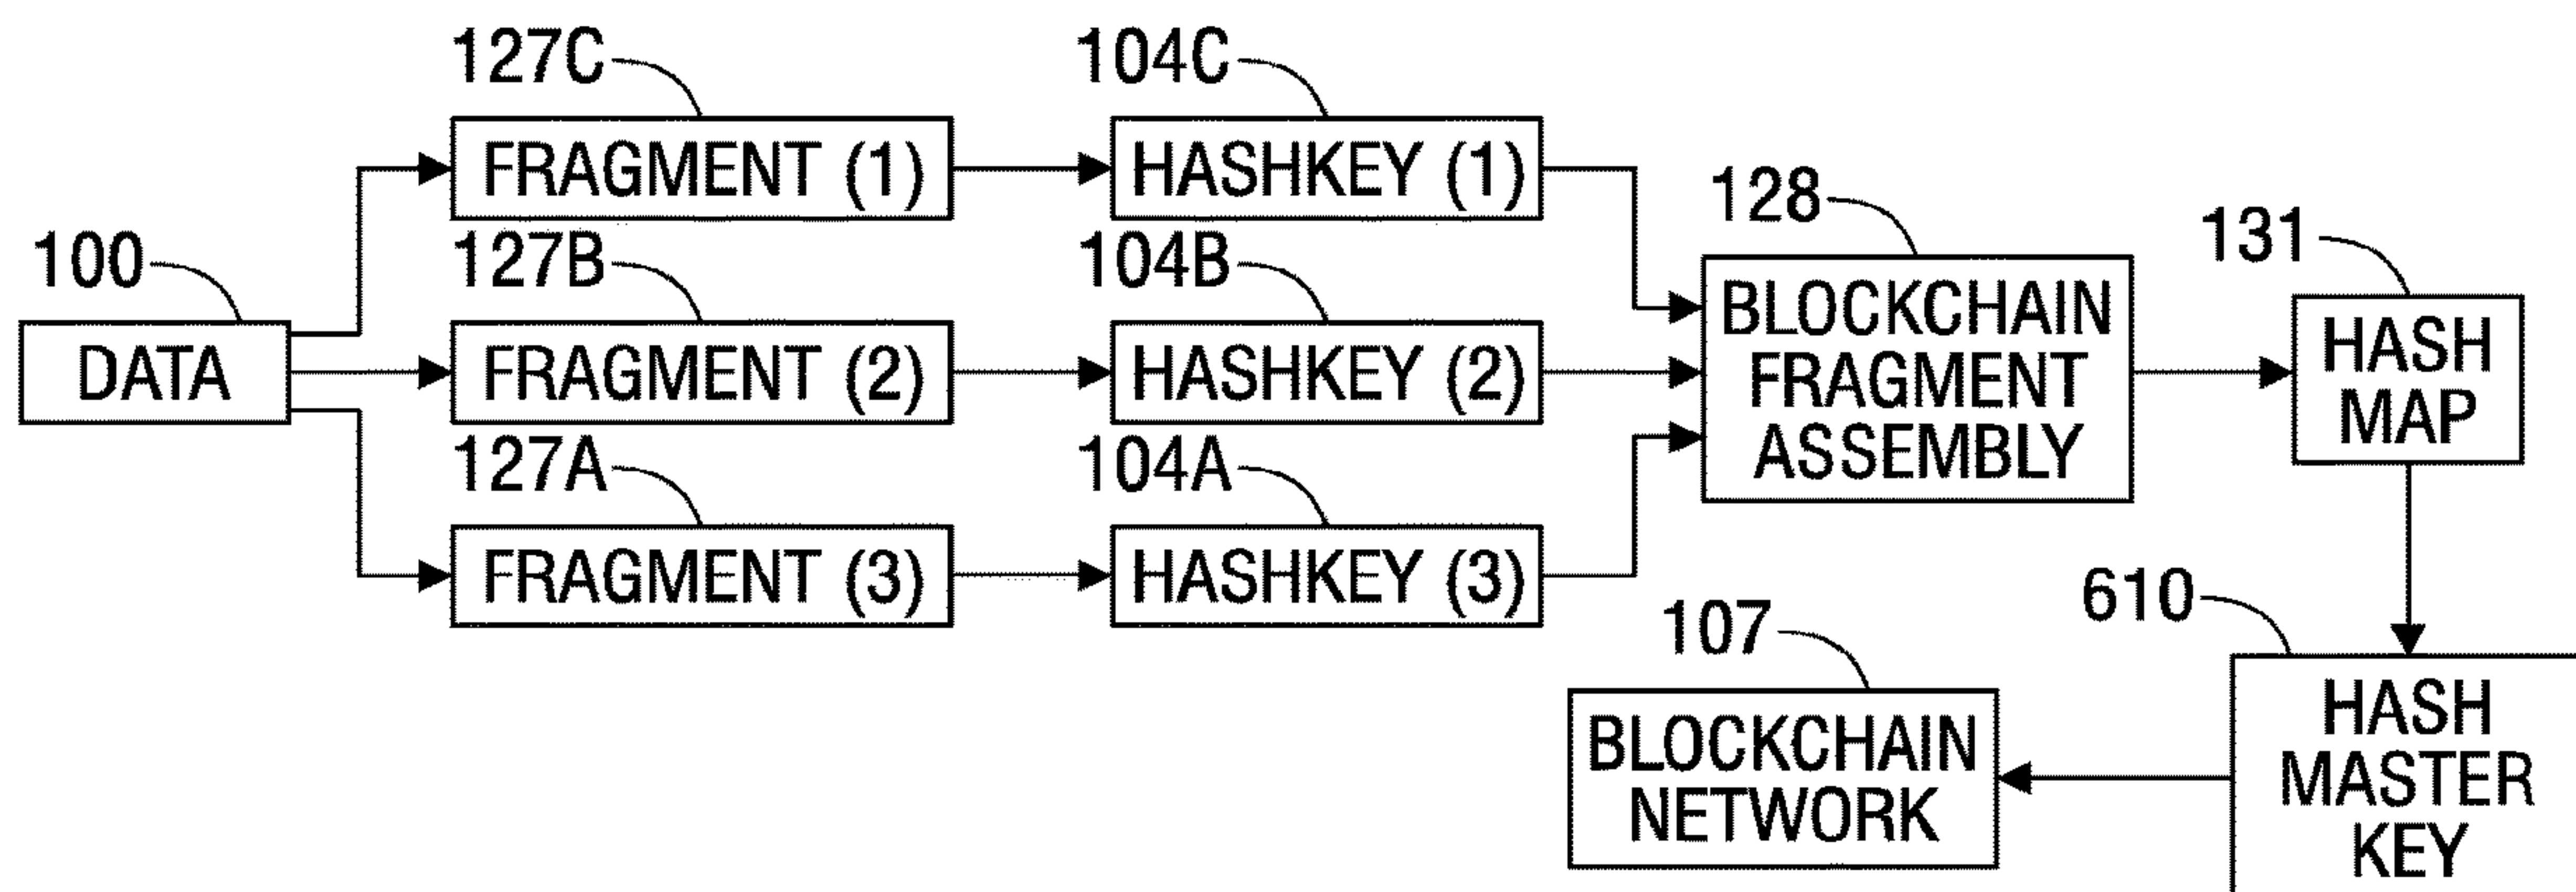 127C
104C
FRAGMENT (1)
HASHKEY (1)
128
131
100
127B
104B
DATA
FRAGMENT (2)
HASHKEY (2)
BLOCKCHAIN
FRAGMENT
ASSEMBLY
HASH
MAP
127A
104A
FRAGMENT (3)
HASHKEY (3)
107
610
BLOCKCHAIN
NETWORK
HASH
MASTER
KEY